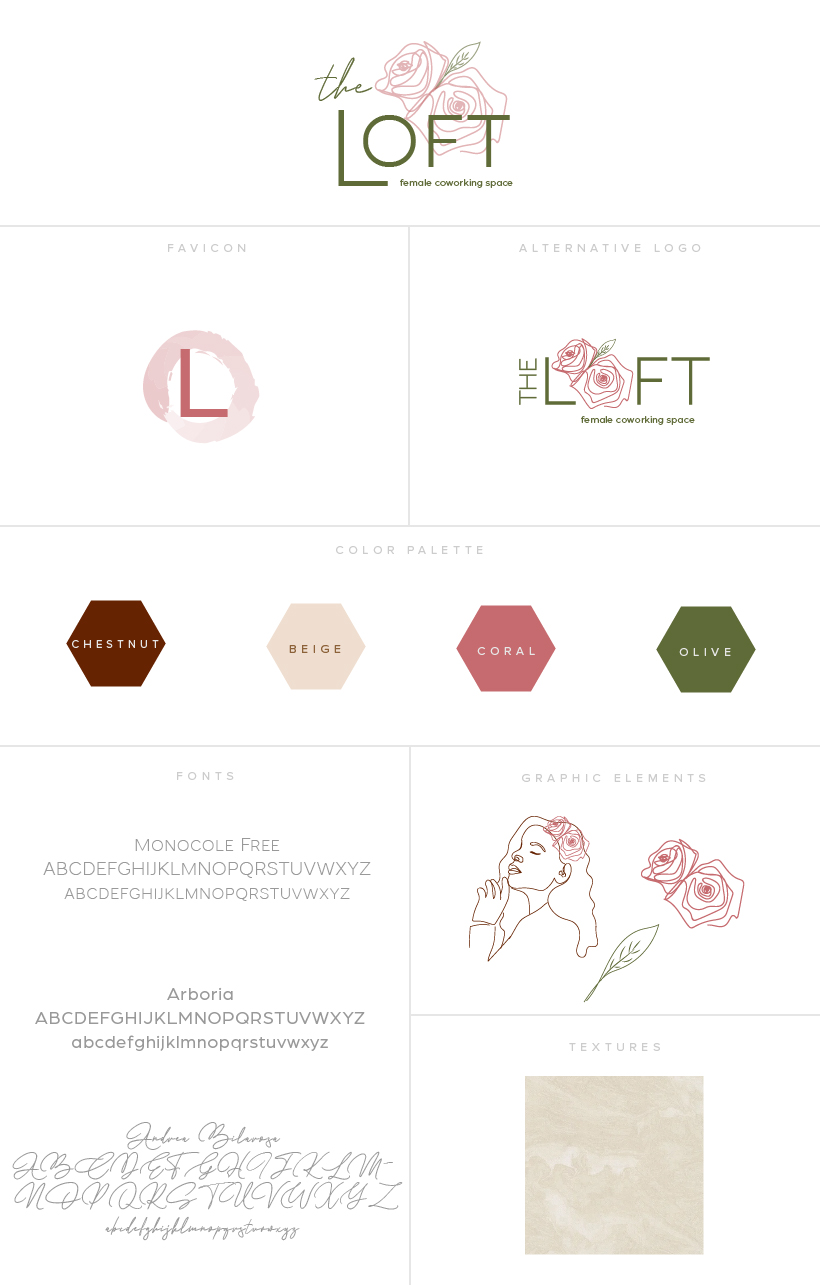 the
LOFT
female coworking space
FAVICON
L
ALTERNATIVE LOGO
THE LOFT
female coworking space
COLOR PALETTE
CHESTNUT
BEIGE
CORAL
OLIVE
FONTS
Monocole Free
ABCDEFGHIJKLMNOPQRSTUVWXYZ
ABCDEFGHIJKLMNOPQRSTUVWXYZ
Arboria
ABCDEFGHIJKLMNOPQRSTUVWXYZ
abcdefghijklmnopqrstuvwxyz
Andrea Bilarosa
ABCDEFGHIJKLM-
NOPQRSTUVWXYZ
abcdefghijklmnopqrstuvwxyz
GRAPHIC ELEMENTS
TEXTURES